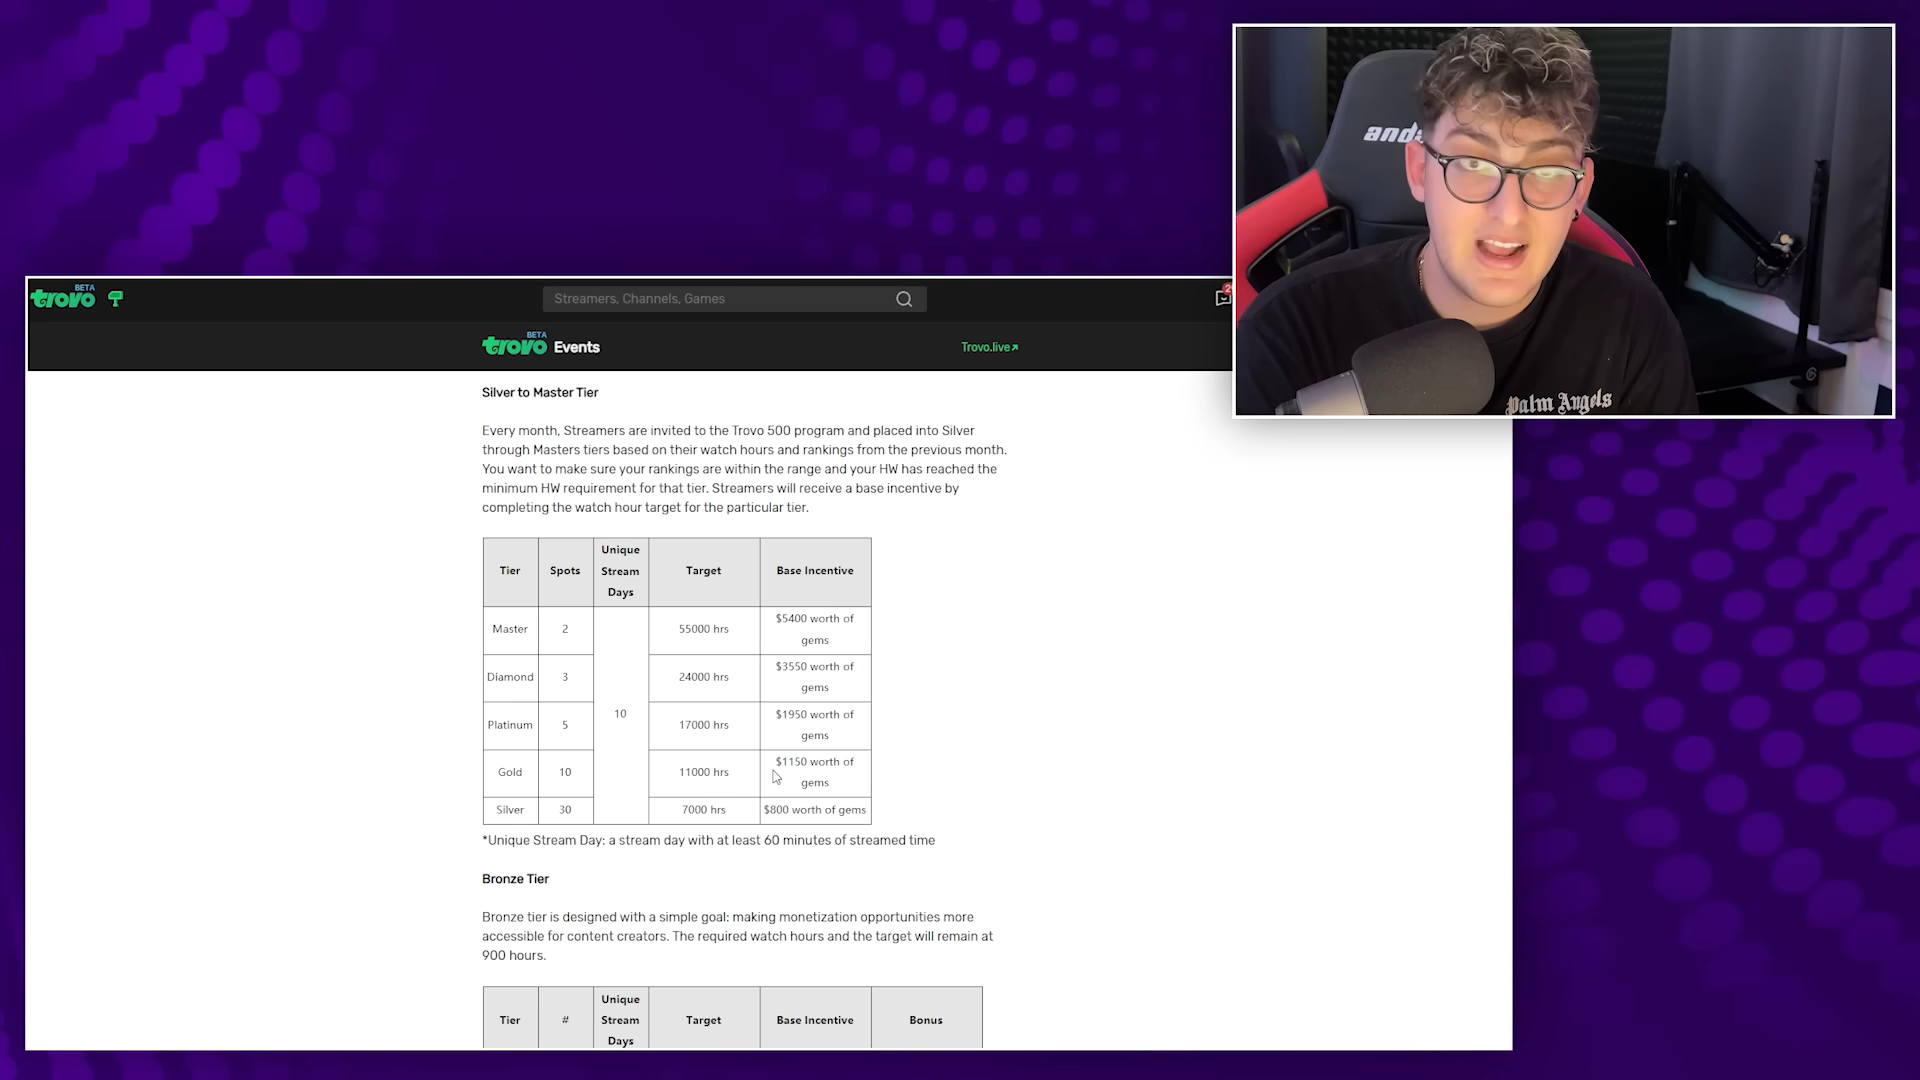 BETA
trovo
Streamers, Channels, Games
2
BETA
trovo Events
Trovo.live
Silver to Master Tier
Every month, Streamers are invited to the Trovo 500 program and placed into Silver
through Masters tiers based on their watch hours and rankings from the previous month.
You want to make sure your rankings are within the range and your HW has reached the
minimum HW requirement for that tier. Streamers will receive a base incentive by
completing the watch hour target for the particular tier.
Tier Spots Unique Stream Days Target Base Incentive
Master 2 55000 hrs $5400 worth of gems
Diamond 3 24000 hrs $3550 worth of gems
10
Platinum 5 17000 hrs $1950 worth of gems
Gold 10 11000 hrs $1150 worth of gems
Silver 30 7000 hrs $800 worth of gems
*Unique Stream Day: a stream day with at least 60 minutes of streamed time
Bronze Tier
Bronze tier is designed with a simple goal: making monetization opportunities more
accessible for content creators. The required watch hours and the target will remain at
900 hours.
Tier # Unique Stream Days Target Base Incentive Bonus
Palm Angels